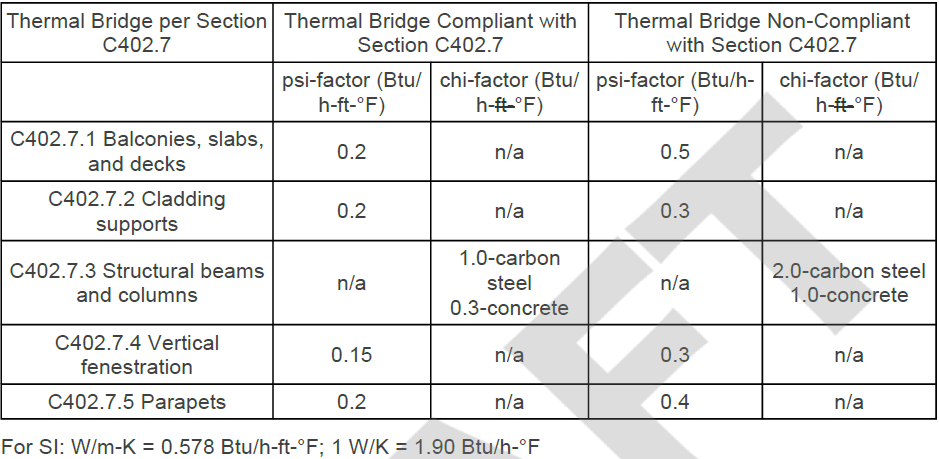 Thermal Bridge per Section
C402.7
Thermal Bridge Compliant with
Section C402.7
Thermal Bridge Non-Compliant
with Section C402.7
psi-factor (Btu/
h-ft-°F)
chi-factor (Btu/
h-ft-°F)
psi-factor (Btu/h-
ft-°F)
chi-factor (Btu/
h-ft-°F)
C402.7.1 Balconies, slabs,
and decks
0.2
n/a
0.5
n/a
C402.7.2 Cladding
supports
0.2
n/a
0.3
n/a
C402.7.3 Structural beams
and columns
n/a
1.0-carbon
steel
0.3-concrete
n/a
2.0-carbon steel
1.0-concrete
C402.7.4 Vertical
fenestration
0.15
n/a
0.3
n/a
C402.7.5 Parapets
0.2
n/a
0.4
n/a
For SI: W/m-K = 0.578 Btu/h-ft-°F; 1 W/K = 1.90 Btu/h-°F